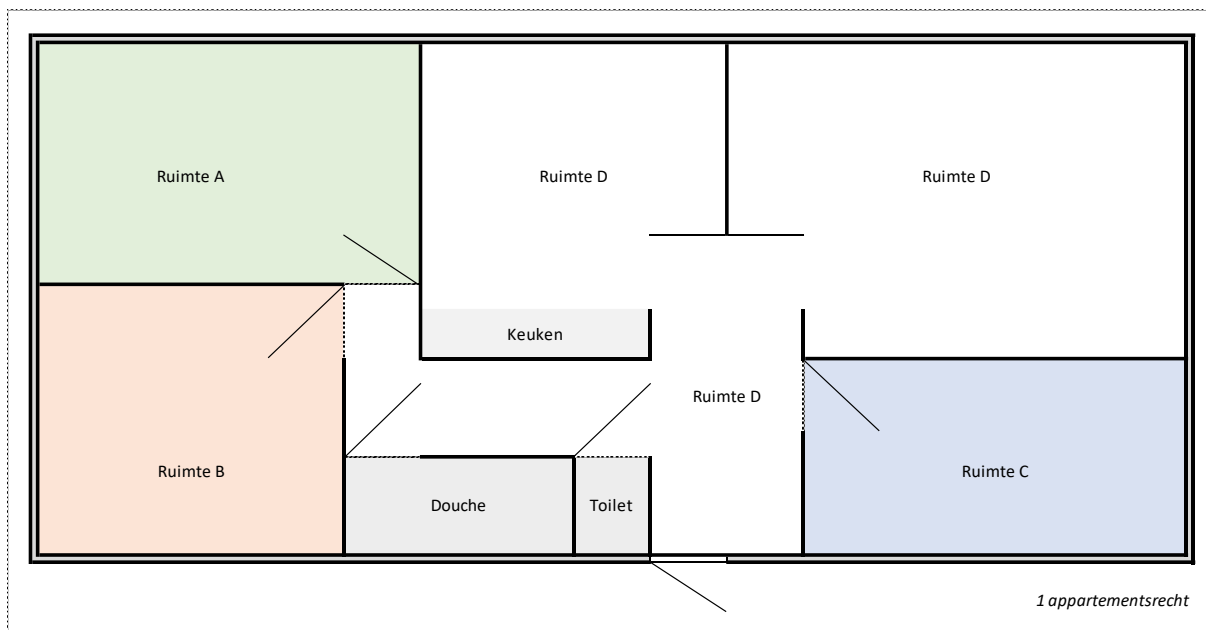 Ruimte A
Ruimte D
Ruimte D
Keuken
Ruimte D
Ruimte B
Douche
Toilet
Ruimte C
1 appartementsrecht